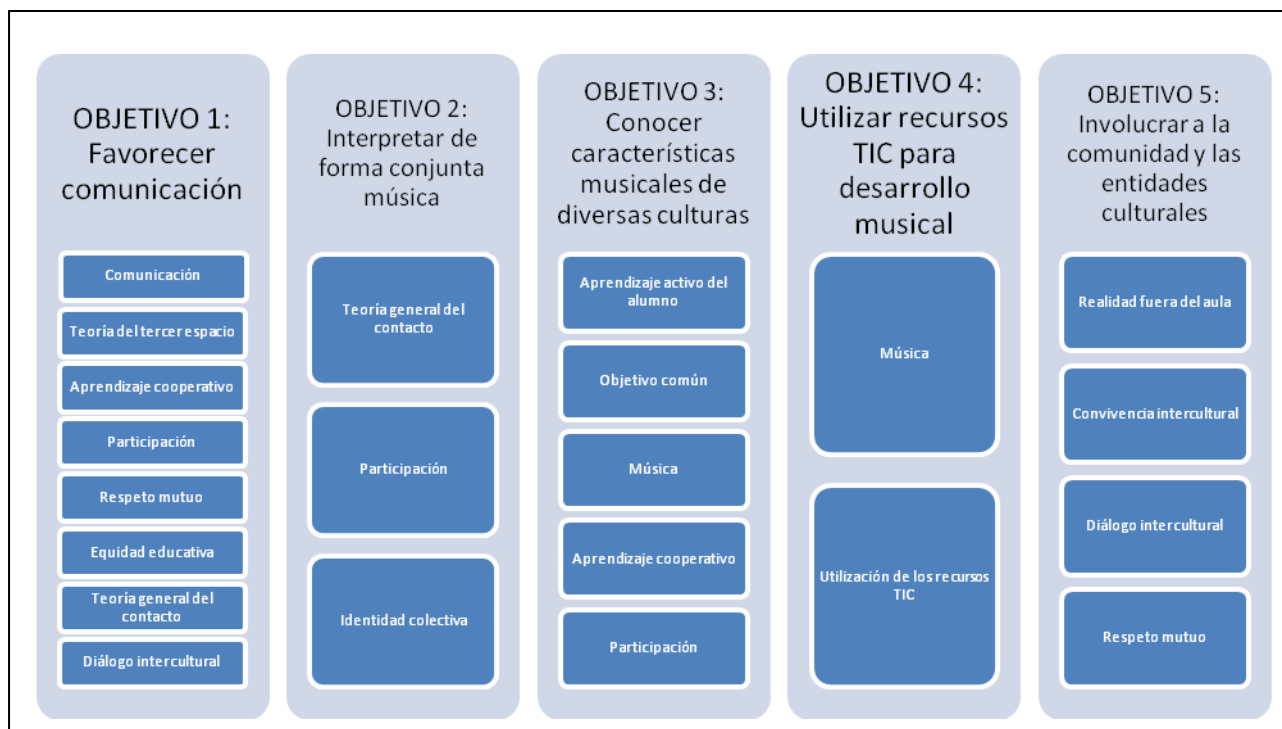 OBJETIVO 1:
Favorecer
comunicación
Comunicación
Teoría del tercer espacio
Aprendizaje cooperativo
Participación
Respeto mutuo
Equidad educativa
Teoría general del
contacto
Diálogo intercultural
OBJETIVO 2:
Interpretar de
forma conjunta
música
Teoría general del
contacto
Participación
Identidad colectiva
OBJETIVO 3:
Conocer
características
musicales de
diversas culturas
Aprendizaje activo del
alumno
Objetivo común
Música
Aprendizaje cooperativo
Participación
OBJETIVO 4:
Utilizar recursos
TIC para
desarrollo
musical
Música
Utilización de los recursos
TIC
OBJETIVO 5:
Involucrar a la
comunidad y las
entidades
culturales
Realidad fuera del aula
Convivencia intercultural
Diálogo intercultural
Respeto mutuo